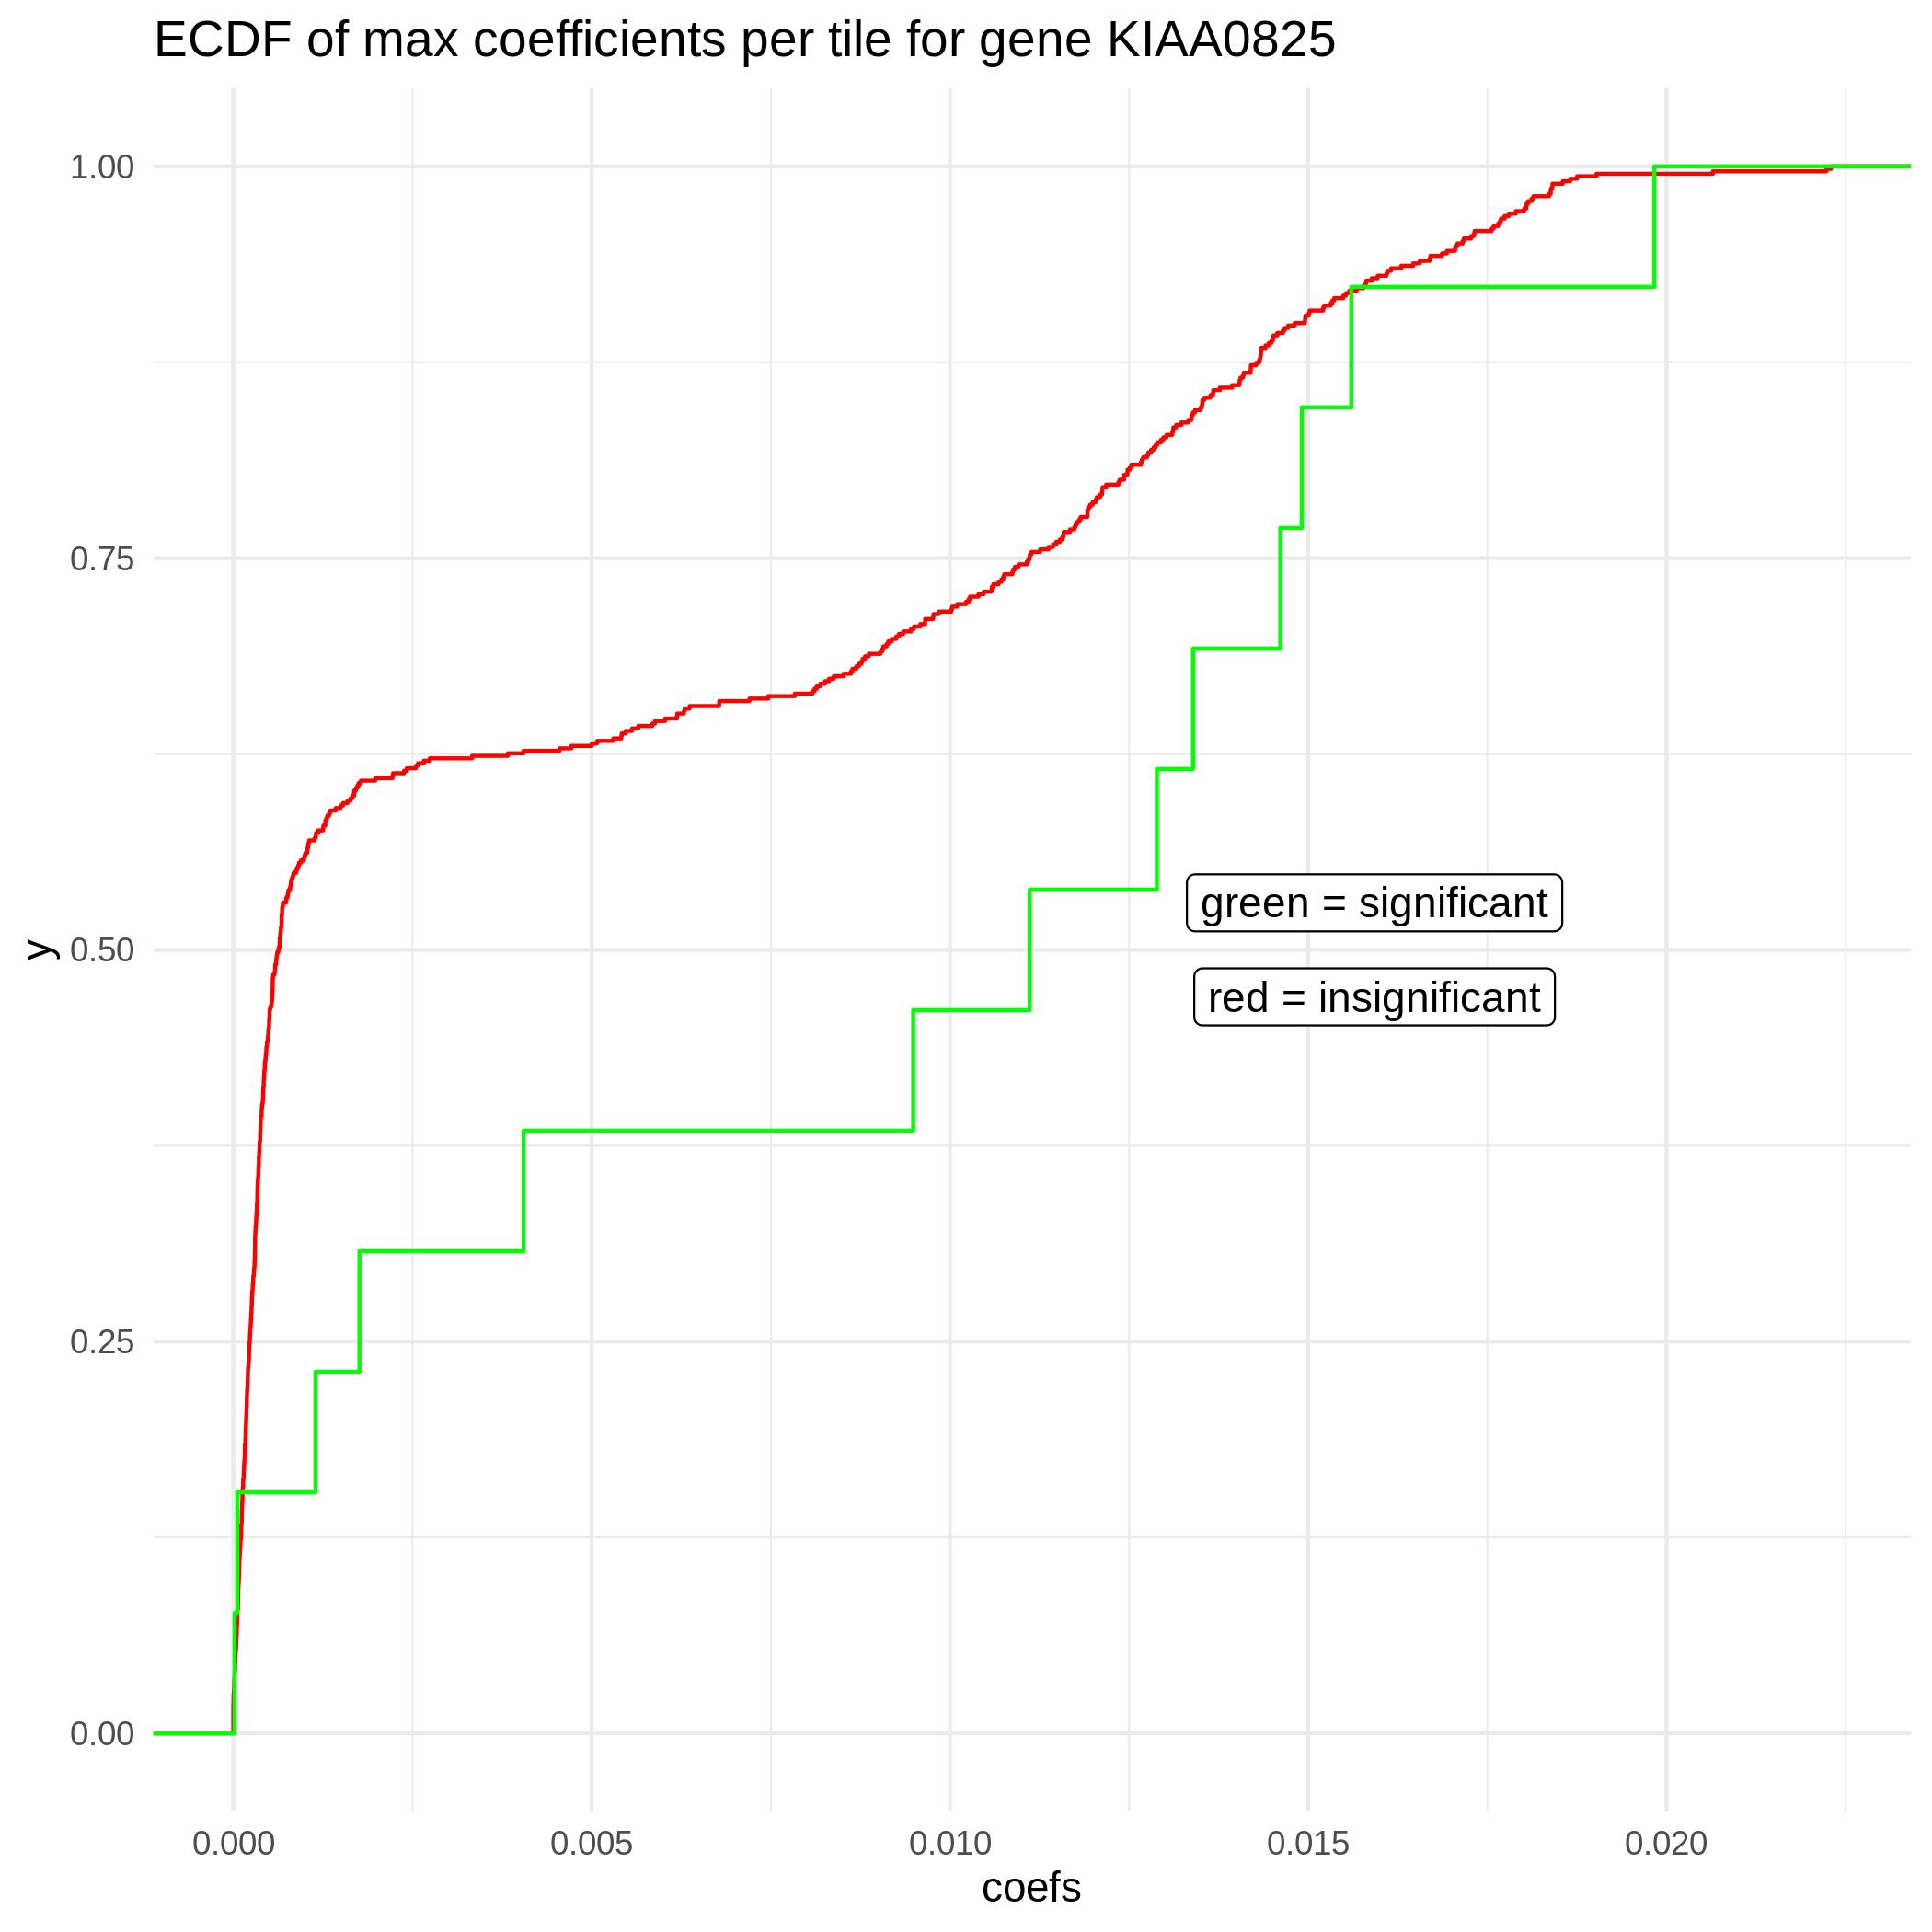 ECDF of max coefficients per tile for gene KIAA0825
1.00
0.75
0.50
0.25
0.00
y
green = significant
red = insignificant
0.000 0.005 0.010 0.015 0.020
coefs